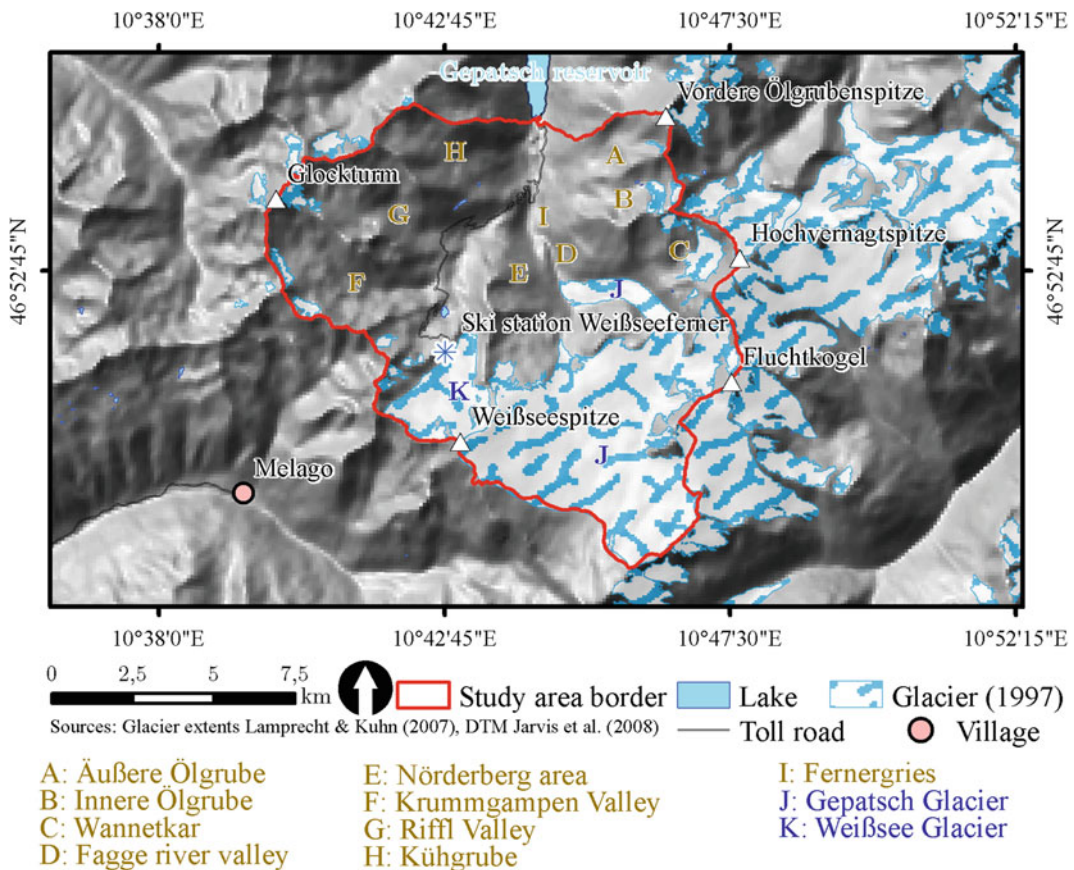 10°38'0"E 10°42'45"E 10°47'30"E 10°52'15"E
Gepatsch reservoir
Vordere Ölgrubenspitze
H
A
Glockturm
B
G
I
Hochvernagtspitze
46°52'45"N
D
C
46°52'45"N
F
E
J
Ski station Weißseeferner
Fluchtkogel
K
Weißseespitze
J
Melago
10°38'0"E 10°42'45"E 10°47'30"E 10°52'15"E
0 2,5 5 7,5
km
Study area border
Lake
Glacier (1997)
Sources: Glacier extents Lamprecht & Kuhn (2007), DTM Jarvis et al. (2008)
Toll road
Village
A: Äußere Ölgrube
B: Innere Ölgrube
C: Wannetkar
D: Fagge river valley
E: Nörderberg area
F: Krummgampen Valley
G: Riffl Valley
H: Kühgrube
I: Fernergries
J: Gepatsch Glacier
K: Weißsee Glacier